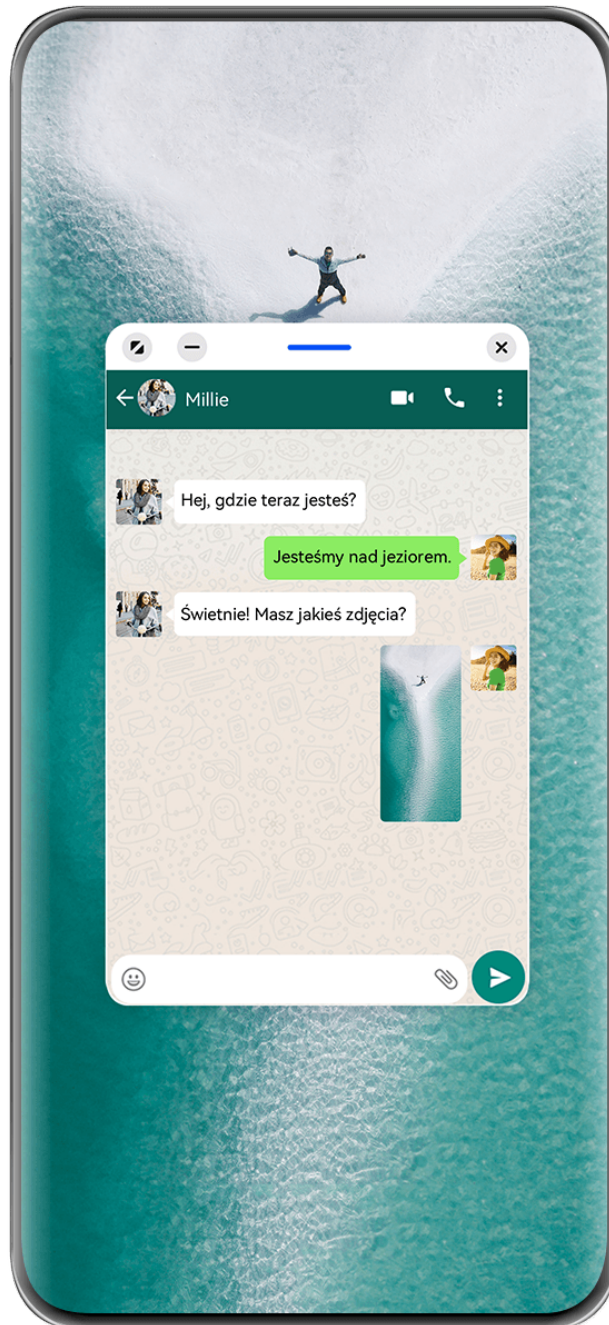 Millie
Hej, gdzie teraz jesteś?
Jesteśmy nad jeziorem.
Świetnie! Masz jakieś zdjęcia?